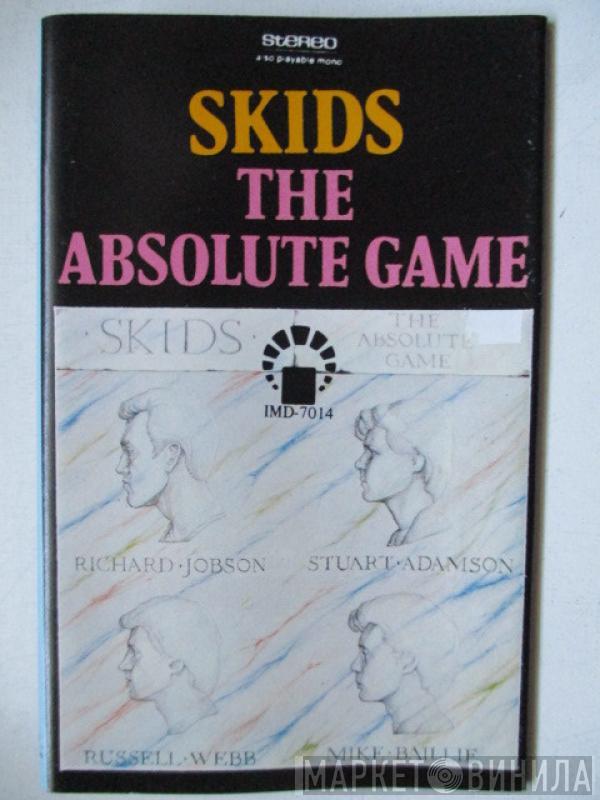 STEREO
also playable mono
SKIDS
THE
ABSOLUTE GAME
·SKIDS·
THE
ABSOLUTE
GAME
IMD-7014
RICHARD·JOBSON
STUART·ADAMSON
RUSSELL·WEBB
MIKE·BAILLIE
МАРКЕТ ВИНИЛА